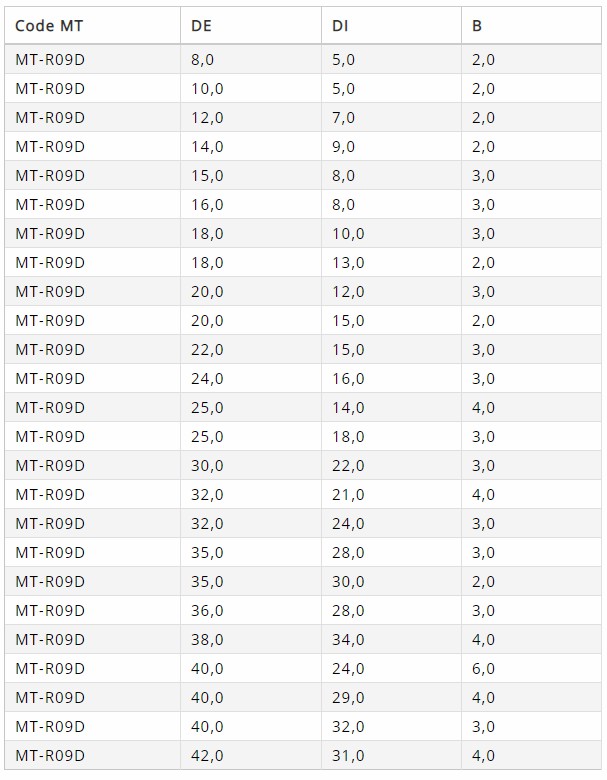 Code MT DE DI B
MT-R09D 8,0 5,0 2,0
MT-R09D 10,0 5,0 2,0
MT-R09D 12,0 7,0 2,0
MT-R09D 14,0 9,0 2,0
MT-R09D 15,0 8,0 3,0
MT-R09D 16,0 8,0 3,0
MT-R09D 18,0 10,0 3,0
MT-R09D 18,0 13,0 2,0
MT-R09D 20,0 12,0 3,0
MT-R09D 20,0 15,0 2,0
MT-R09D 22,0 15,0 3,0
MT-R09D 24,0 16,0 3,0
MT-R09D 25,0 14,0 4,0
MT-R09D 25,0 18,0 3,0
MT-R09D 30,0 22,0 3,0
MT-R09D 32,0 21,0 4,0
MT-R09D 32,0 24,0 3,0
MT-R09D 35,0 28,0 3,0
MT-R09D 35,0 30,0 2,0
MT-R09D 36,0 28,0 3,0
MT-R09D 38,0 34,0 4,0
MT-R09D 40,0 24,0 6,0
MT-R09D 40,0 29,0 4,0
MT-R09D 40,0 32,0 3,0
MT-R09D 42,0 31,0 4,0